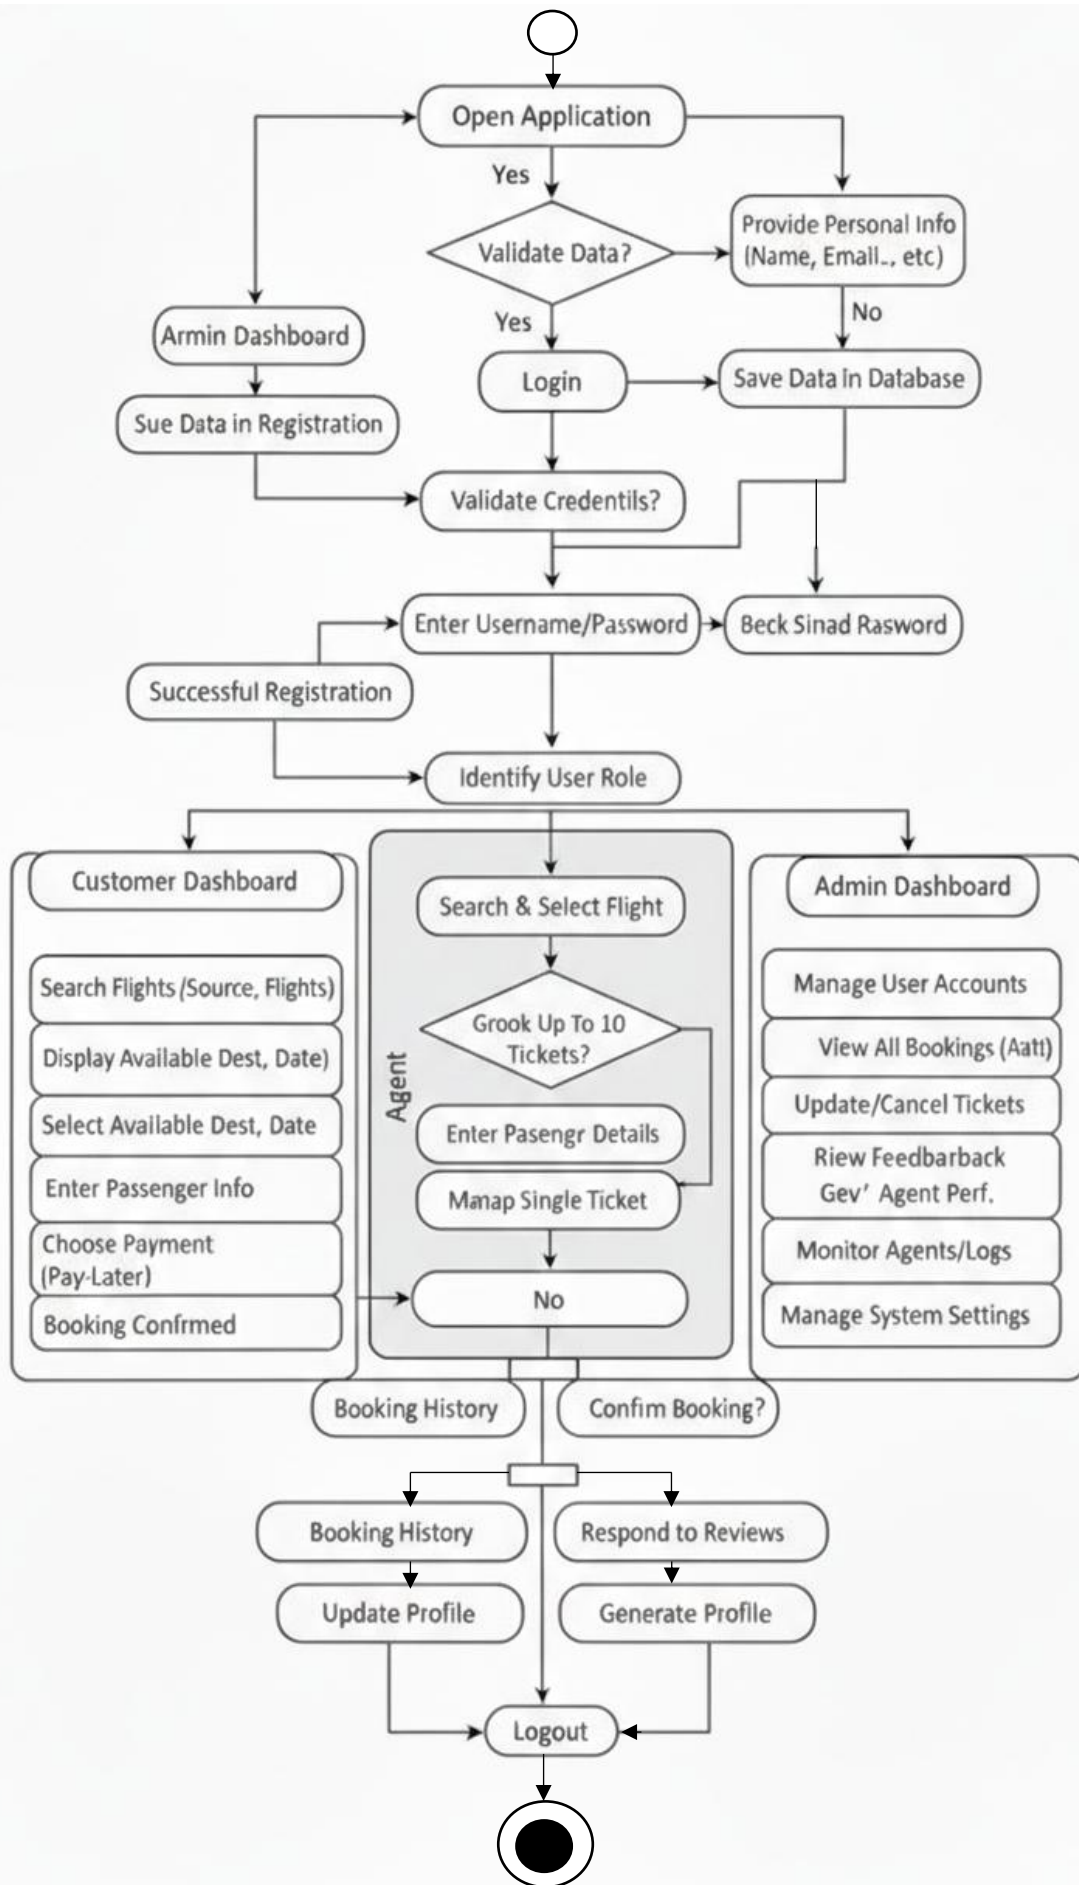 Open Application
Yes
Validate Data?
Provide Personal Info
(Name, Email., etc)
Yes
No
Armin Dashboard
Login
Save Data in Database
Sue Data in Registration
Validate Credentils?
Enter Username/Password
Beck Sinad Rasword
Successful Registration
Identify User Role
Customer Dashboard
Search Flights (Source, Flights)
Display Available Dest, Date)
Select Available Dest, Date
Enter Passenger Info
Choose Payment
(Pay-Later)
Booking Confrmed
Agent
Search & Select Flight
Grook Up To 10
Tickets?
Enter Pasengr Details
Manap Single Ticket
No
Admin Dashboard
Manage User Accounts
View All Bookings (Aatt)
Update/Cancel Tickets
Riew Feedbarback
Gev' Agent Perf.
Monitor Agents/Logs
Manage System Settings
Booking History
Confim Booking?
Booking History
Respond to Reviews
Update Profile
Generate Profile
Logout